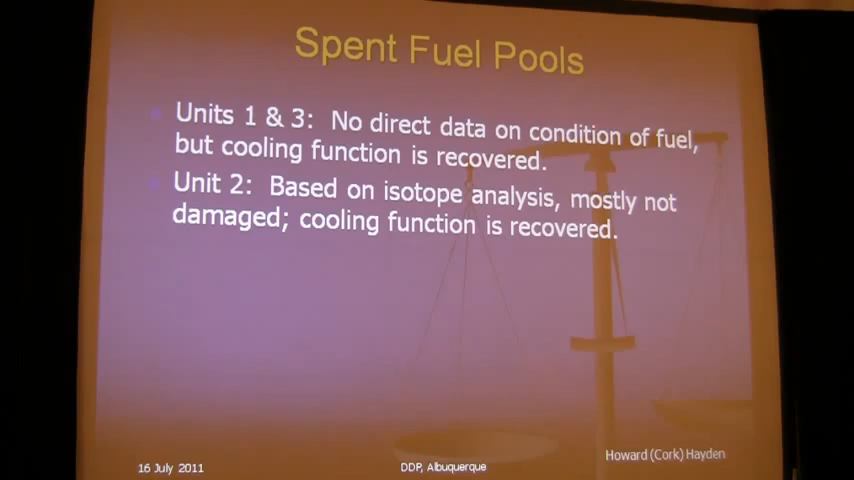 Spent Fuel Pools
Units 1 & 3: No direct data on condition of fuel,
but cooling function is recovered.
Unit 2: Based on isotope analysis, mostly not
damaged; cooling function is recovered.
16 July 2011
DDP, Albuquerque
Howard (Cork) Hayden